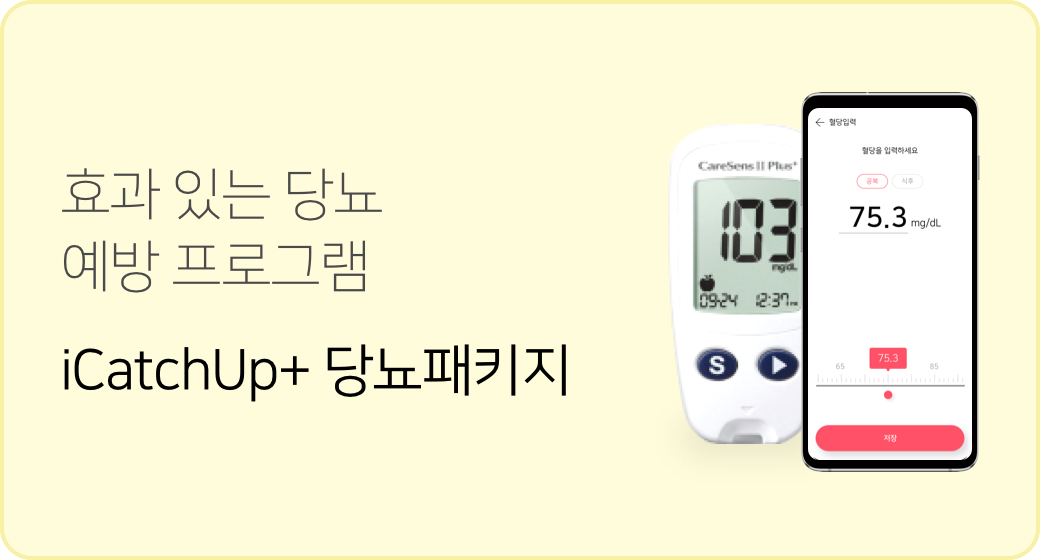 효과 있는 당뇨
예방 프로그램
iCatchUp+ 당뇨패키지
CareSens II Plus+
103
mg/dL
09-24 12:37
S
혈당입력
혈당을 입력하세요
공복 식후
75.3 mg/dL
75.3
65 85
저장